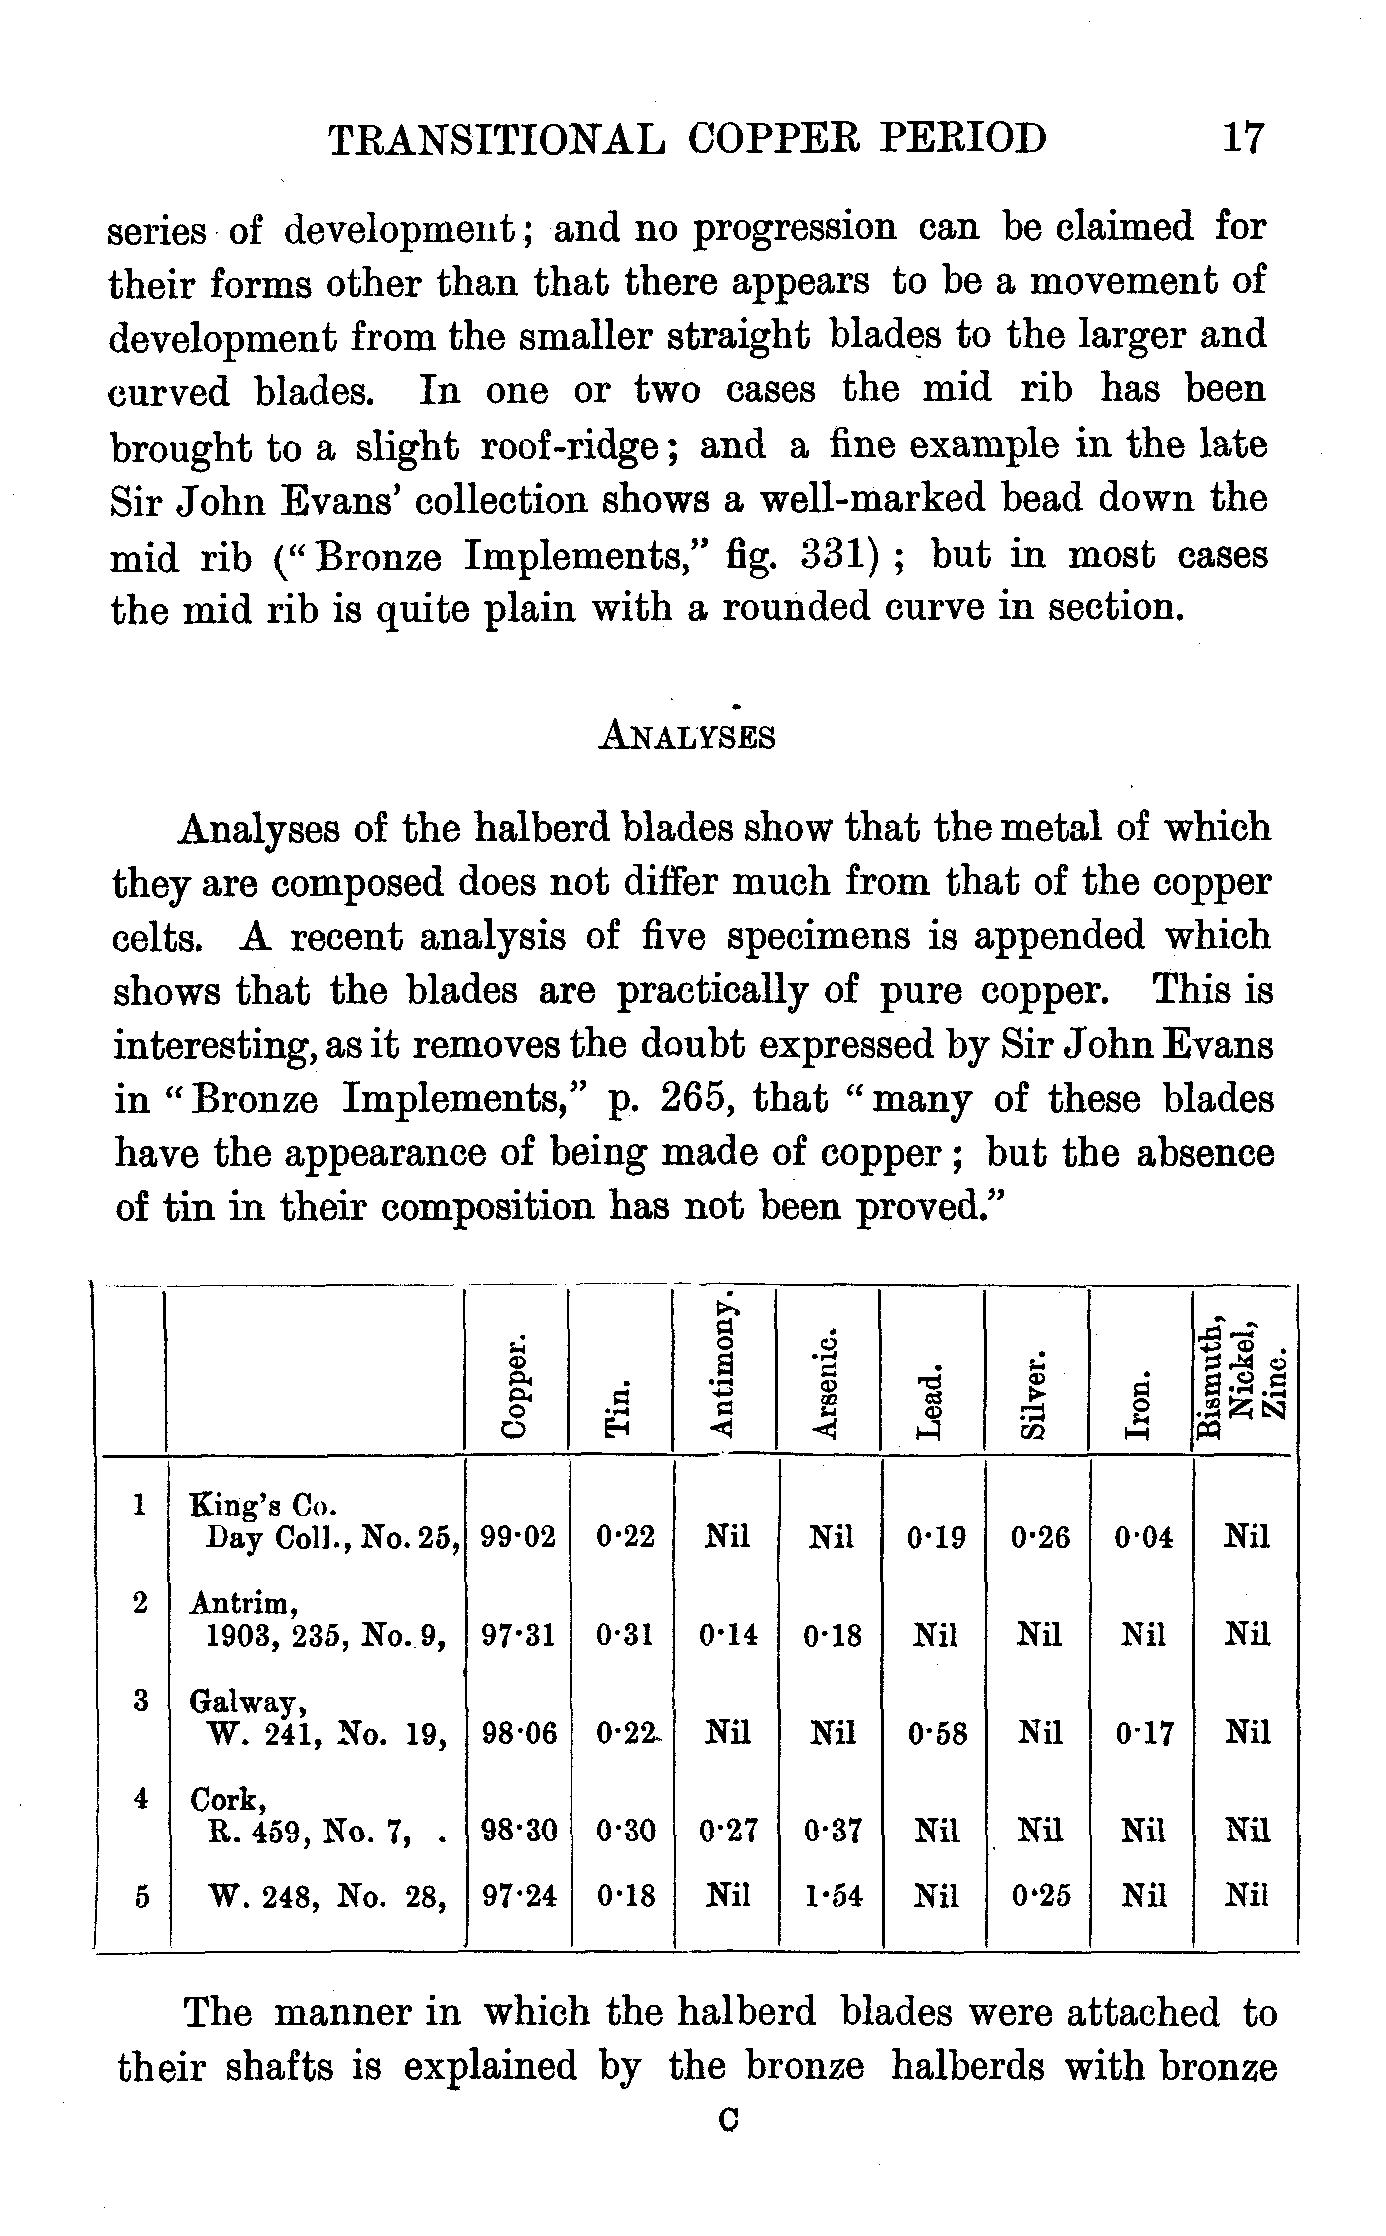 TRANSITIONAL COPPER PERIOD 17
series of development; and no progression can be claimed for
their forms other than that there appears to be a movement of
development from the smaller straight blades to the larger and
curved blades. In one or two cases the mid rib has been
brought to a slight roof-ridge; and a fine example in the late
Sir John Evans' collection shows a well-marked bead down the
mid rib (“Bronze Implements,” fig. 331); but in most cases
the mid rib is quite plain with a rounded curve in section.
ANALYSES
Analyses of the halberd blades show that the metal of which
they are composed does not differ much from that of the copper
celts. A recent analysis of five specimens is appended which
shows that the blades are practically of pure copper. This is
interesting, as it removes the doubt expressed by Sir John Evans
in “Bronze Implements,” p. 265, that “many of these blades
have the appearance of being made of copper; but the absence
of tin in their composition has not been proved.”
Copper. Tin. Antimony. Arsenic. Lead. Silver. Iron. Bismuth, Nickel, Zinc.
1 King's Co.
Day Coll., No. 25, 99·02 0·22 Nil Nil 0·19 0·26 0·04 Nil
2 Antrim,
1903, 235, No. 9, 97·31 0·31 0·14 0·18 Nil Nil Nil Nil
3 Galway,
W. 241, No. 19, 98·06 0·22 Nil Nil 0·58 Nil 0·17 Nil
4 Cork,
R. 459, No. 7, . 98·30 0·30 0·27 0·37 Nil Nil Nil Nil
5 W. 248, No. 28, 97·24 0·18 Nil 1·54 Nil 0·25 Nil Nil
The manner in which the halberd blades were attached to
their shafts is explained by the bronze halberds with bronze
C